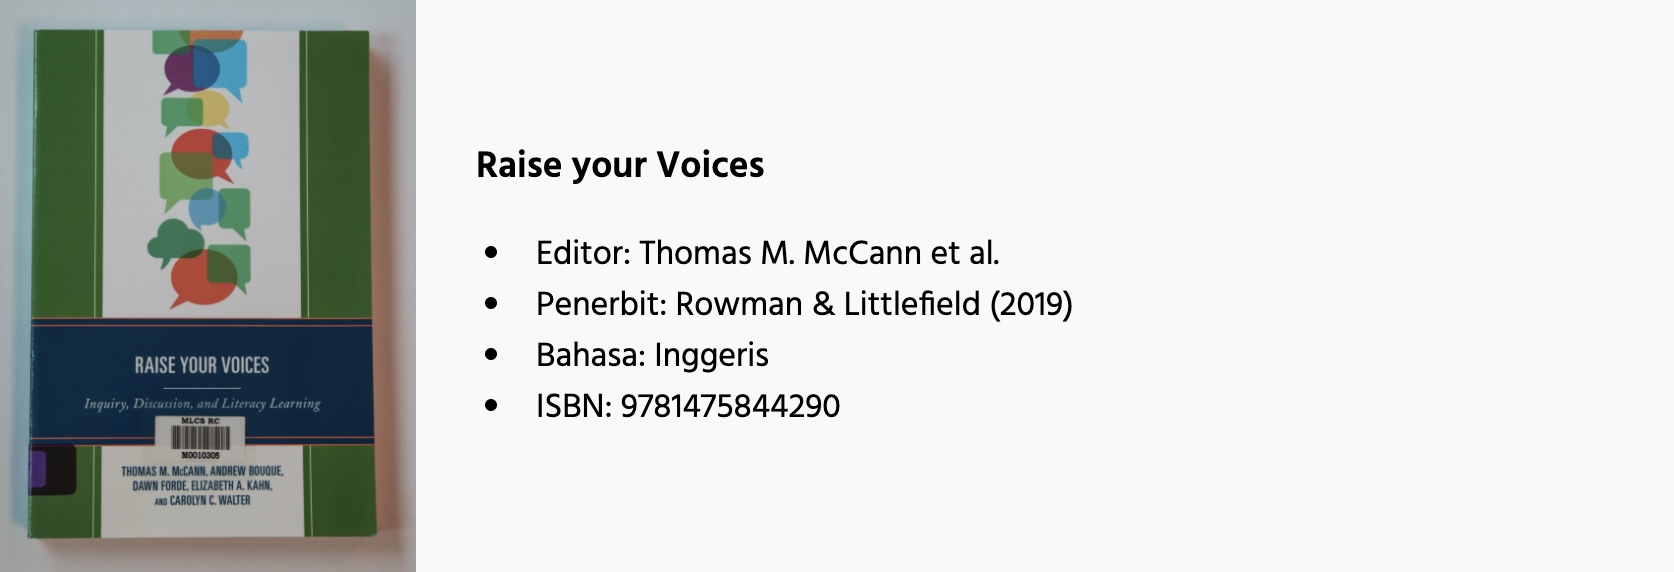 RAISE YOUR VOICES
Inquiry, Discussion, and Literacy Learning
MLCS RC
M0010305
THOMAS M. McCANN, ANDREW BOUQUE,
DAWN FORDE, ELIZABETH A. KAHN,
AND CAROLYN C. WALTER
Raise your Voices
• Editor: Thomas M. McCann et al.
• Penerbit: Rowman & Littlefield (2019)
• Bahasa: Inggeris
• ISBN: 9781475844290